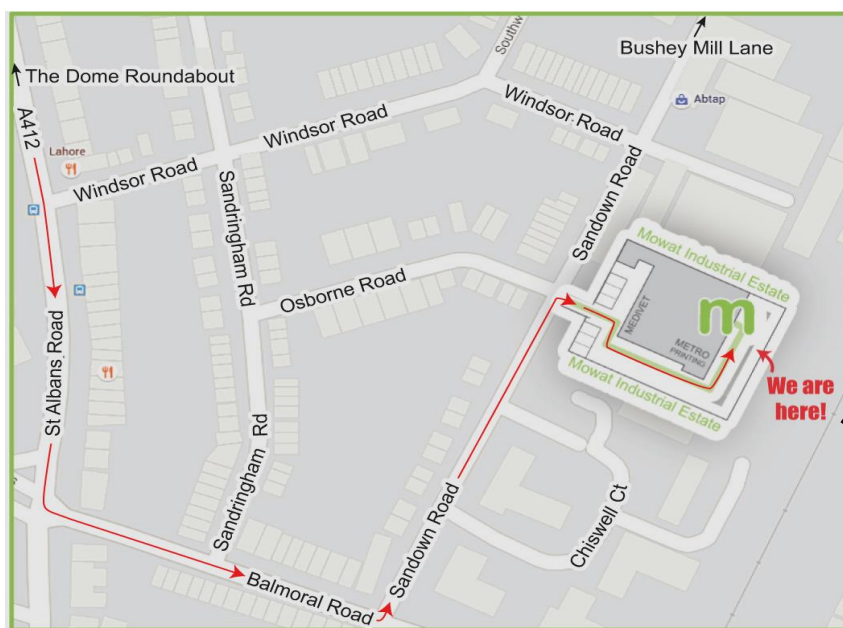 Southw
Bushey Mill Lane
The Dome Roundabout
A412
Abtap
Lahore
Windsor Road
Windsor Road
Windsor Road
Sandringham Rd
Sandown Road
Osborne Road
Mowat Industrial Estate
MEDIVET
m
METRO
PRINTING
We are
here!
Mowat Industrial Estate
St Albans Road
Sandringham Rd
Sandown Road
Chiswell Ct
Balmoral Road